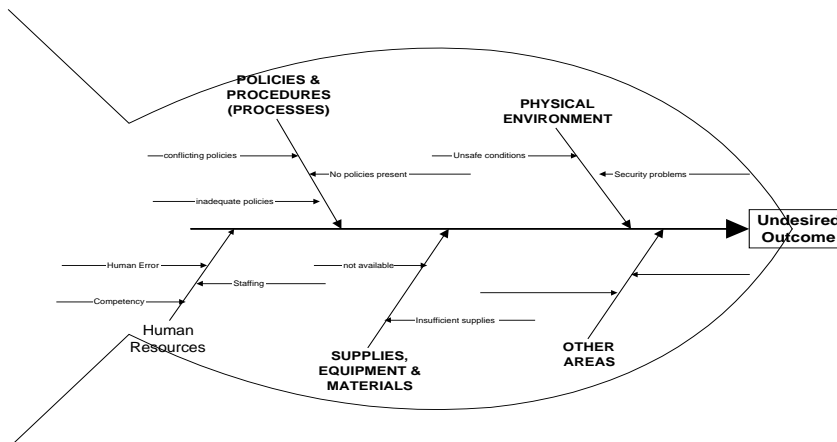 POLICIES &
PROCEDURES
(PROCESSES)
PHYSICAL
ENVIRONMENT
conflicting policies
No policies present
inadequate policies
Unsafe conditions
Security problems
Undesired
Outcome
Human Error
Staffing
Competency
Human
Resources
not available
Insufficient supplies
SUPPLIES,
EQUIPMENT &
MATERIALS
OTHER
AREAS